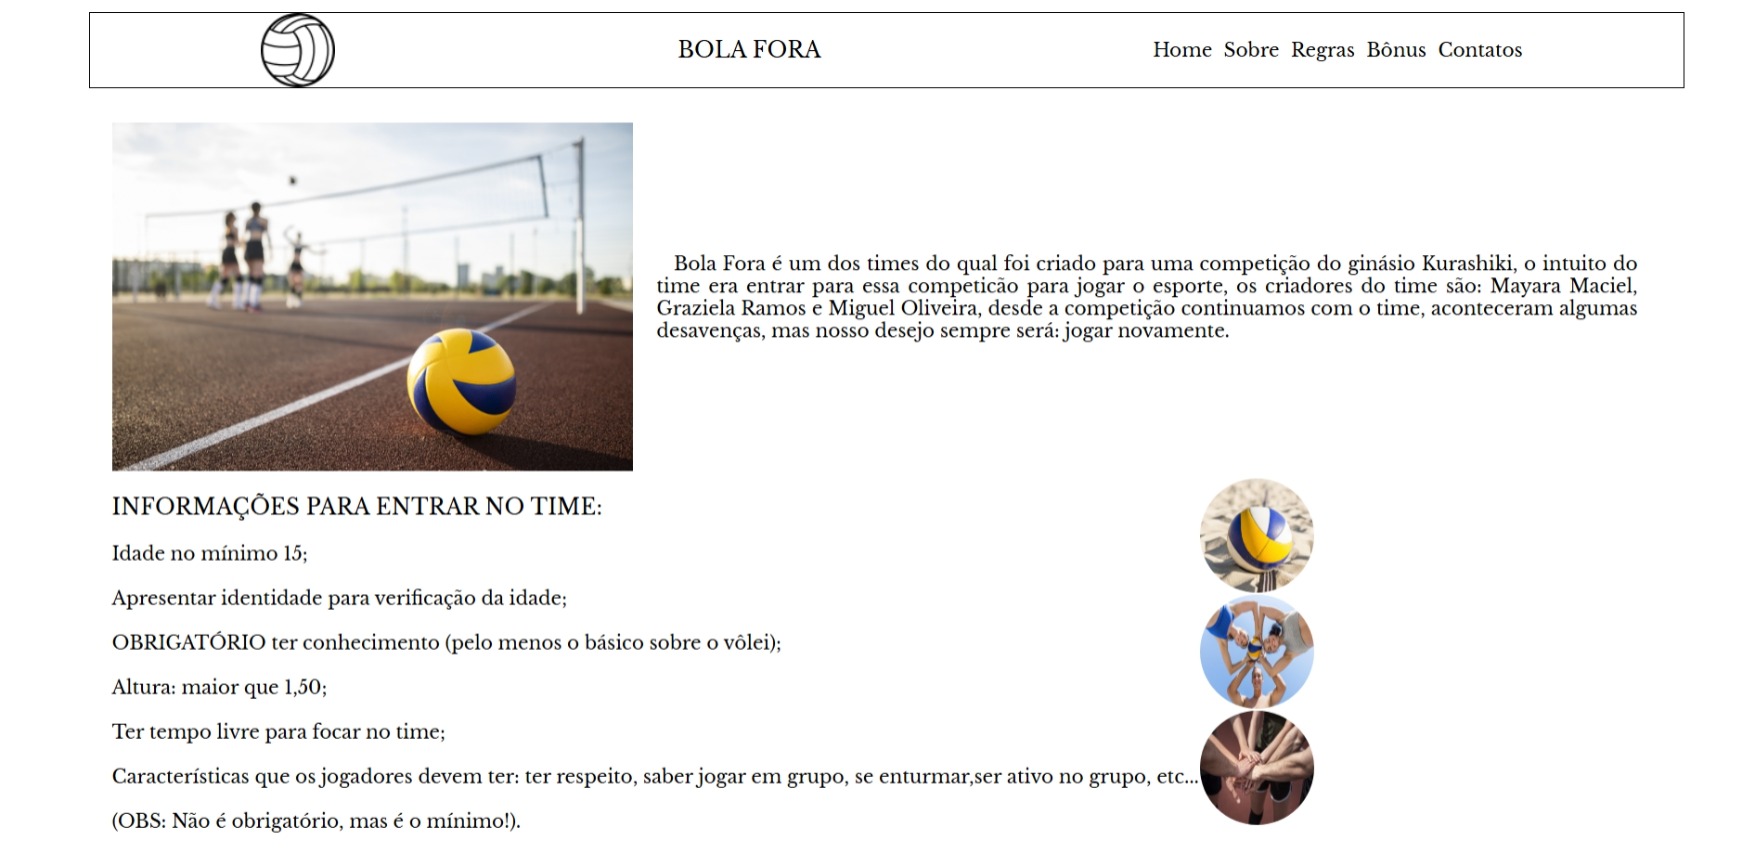 BOLA FORA
Home Sobre Regras Bônus Contatos
Bola Fora é um dos times do qual foi criado para uma competição do ginásio Kurashiki, o intuito do
time era entrar para essa competicão para jogar o esporte, os criadores do time são: Mayara Maciel,
Graziela Ramos e Miguel Oliveira, desde a competição continuamos com o time, aconteceram algumas
desavenças, mas nosso desejo sempre será: jogar novamente.
INFORMAÇÕES PARA ENTRAR NO TIME:
Idade no mínimo 15;
Apresentar identidade para verificação da idade;
OBRIGATÓRIO ter conhecimento (pelo menos o básico sobre o vôlei);
Altura: maior que 1,50;
Ter tempo livre para focar no time;
Características que os jogadores devem ter: ter respeito, saber jogar em grupo, se enturmar,ser ativo no grupo, etc...
(OBS: Não é obrigatório, mas é o mínimo!).